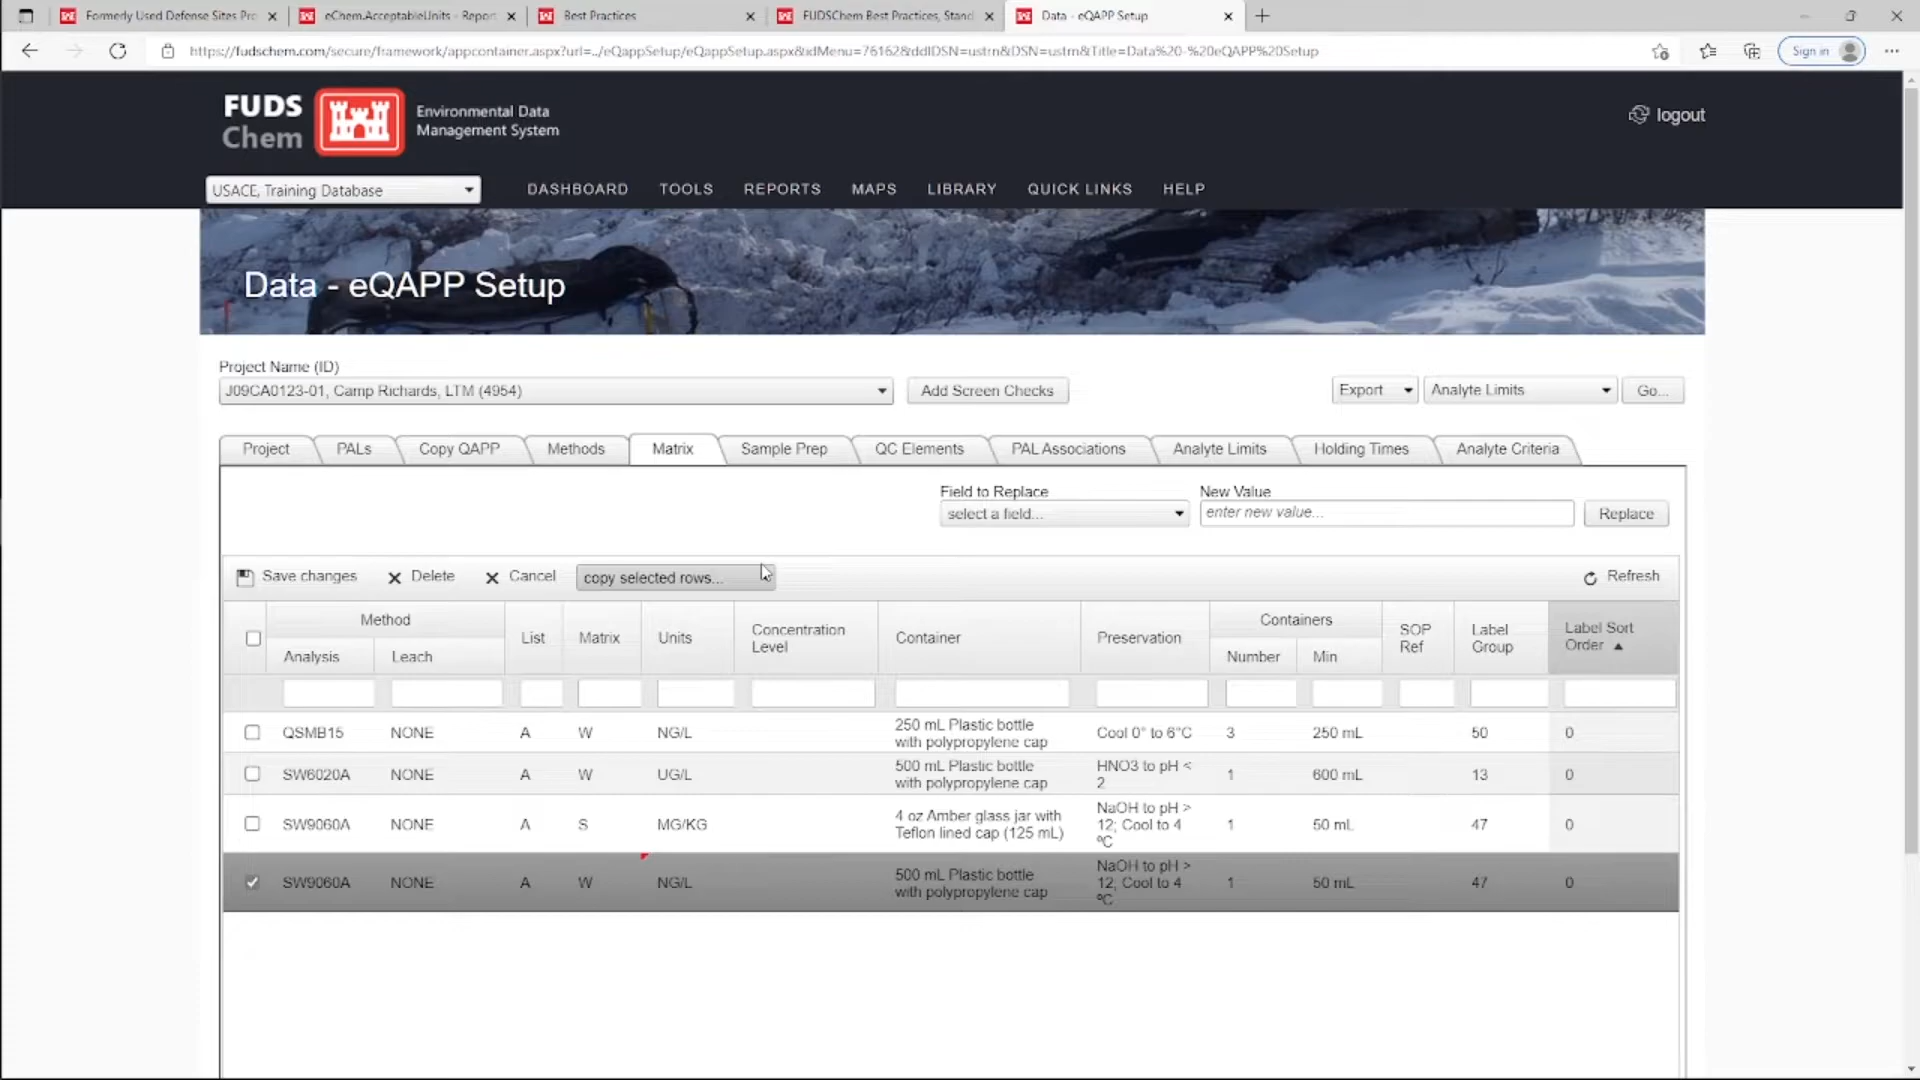 Formerly Used Defense Sites Pro
eChem.AcceptableUnits - Report
Best Practices
FUDSChem Best Practices, Stand
Data - eQAPP Setup
https://fudschem.com/secure/framework/appcontainer.aspx?url=../eQappSetup/eQappSetup.aspx&idMenu=76162&ddlDSN=ustrn&DSN=ustrn&Title=Data%20-%20eQAPP%20Setup
Sign in
FUDS
Chem
Environmental Data
Management System
logout
USACE, Training Database
DASHBOARD TOOLS REPORTS MAPS LIBRARY QUICK LINKS HELP
Data - eQAPP Setup
Project Name (ID)
J09CA0123-01, Camp Richards, LTM (4954)
Add Screen Checks
Export
Analyte Limits
Go...
Project PALs Copy QAPP Methods Matrix Sample Prep QC Elements PAL Associations Analyte Limits Holding Times Analyte Criteria
Field to Replace
select a field...
New Value
enter new value...
Replace
Save changes
Delete
Cancel
copy selected rows...
Refresh
Method
Analysis
Leach
List
Matrix
Units
Concentration
Level
Container
Preservation
Containers
Number
Min
SOP
Ref
Label
Group
Label Sort
Order
QSMB15 NONE A W NG/L
250 mL Plastic bottle
with polypropylene cap
Cool 0° to 6°C
3 250 mL 50 0
SW6020A NONE A W UG/L
500 mL Plastic bottle
with polypropylene cap
HNO3 to pH <
2
1 600 mL 13 0
SW9060A NONE A S MG/KG
4 oz Amber glass jar with
Teflon lined cap (125 mL)
NaOH to pH >
12; Cool to 4
ºC
1 50 mL 47 0
SW9060A NONE A W NG/L
500 mL Plastic bottle
with polypropylene cap
NaOH to pH >
12; Cool to 4
ºC
1 50 mL 47 0